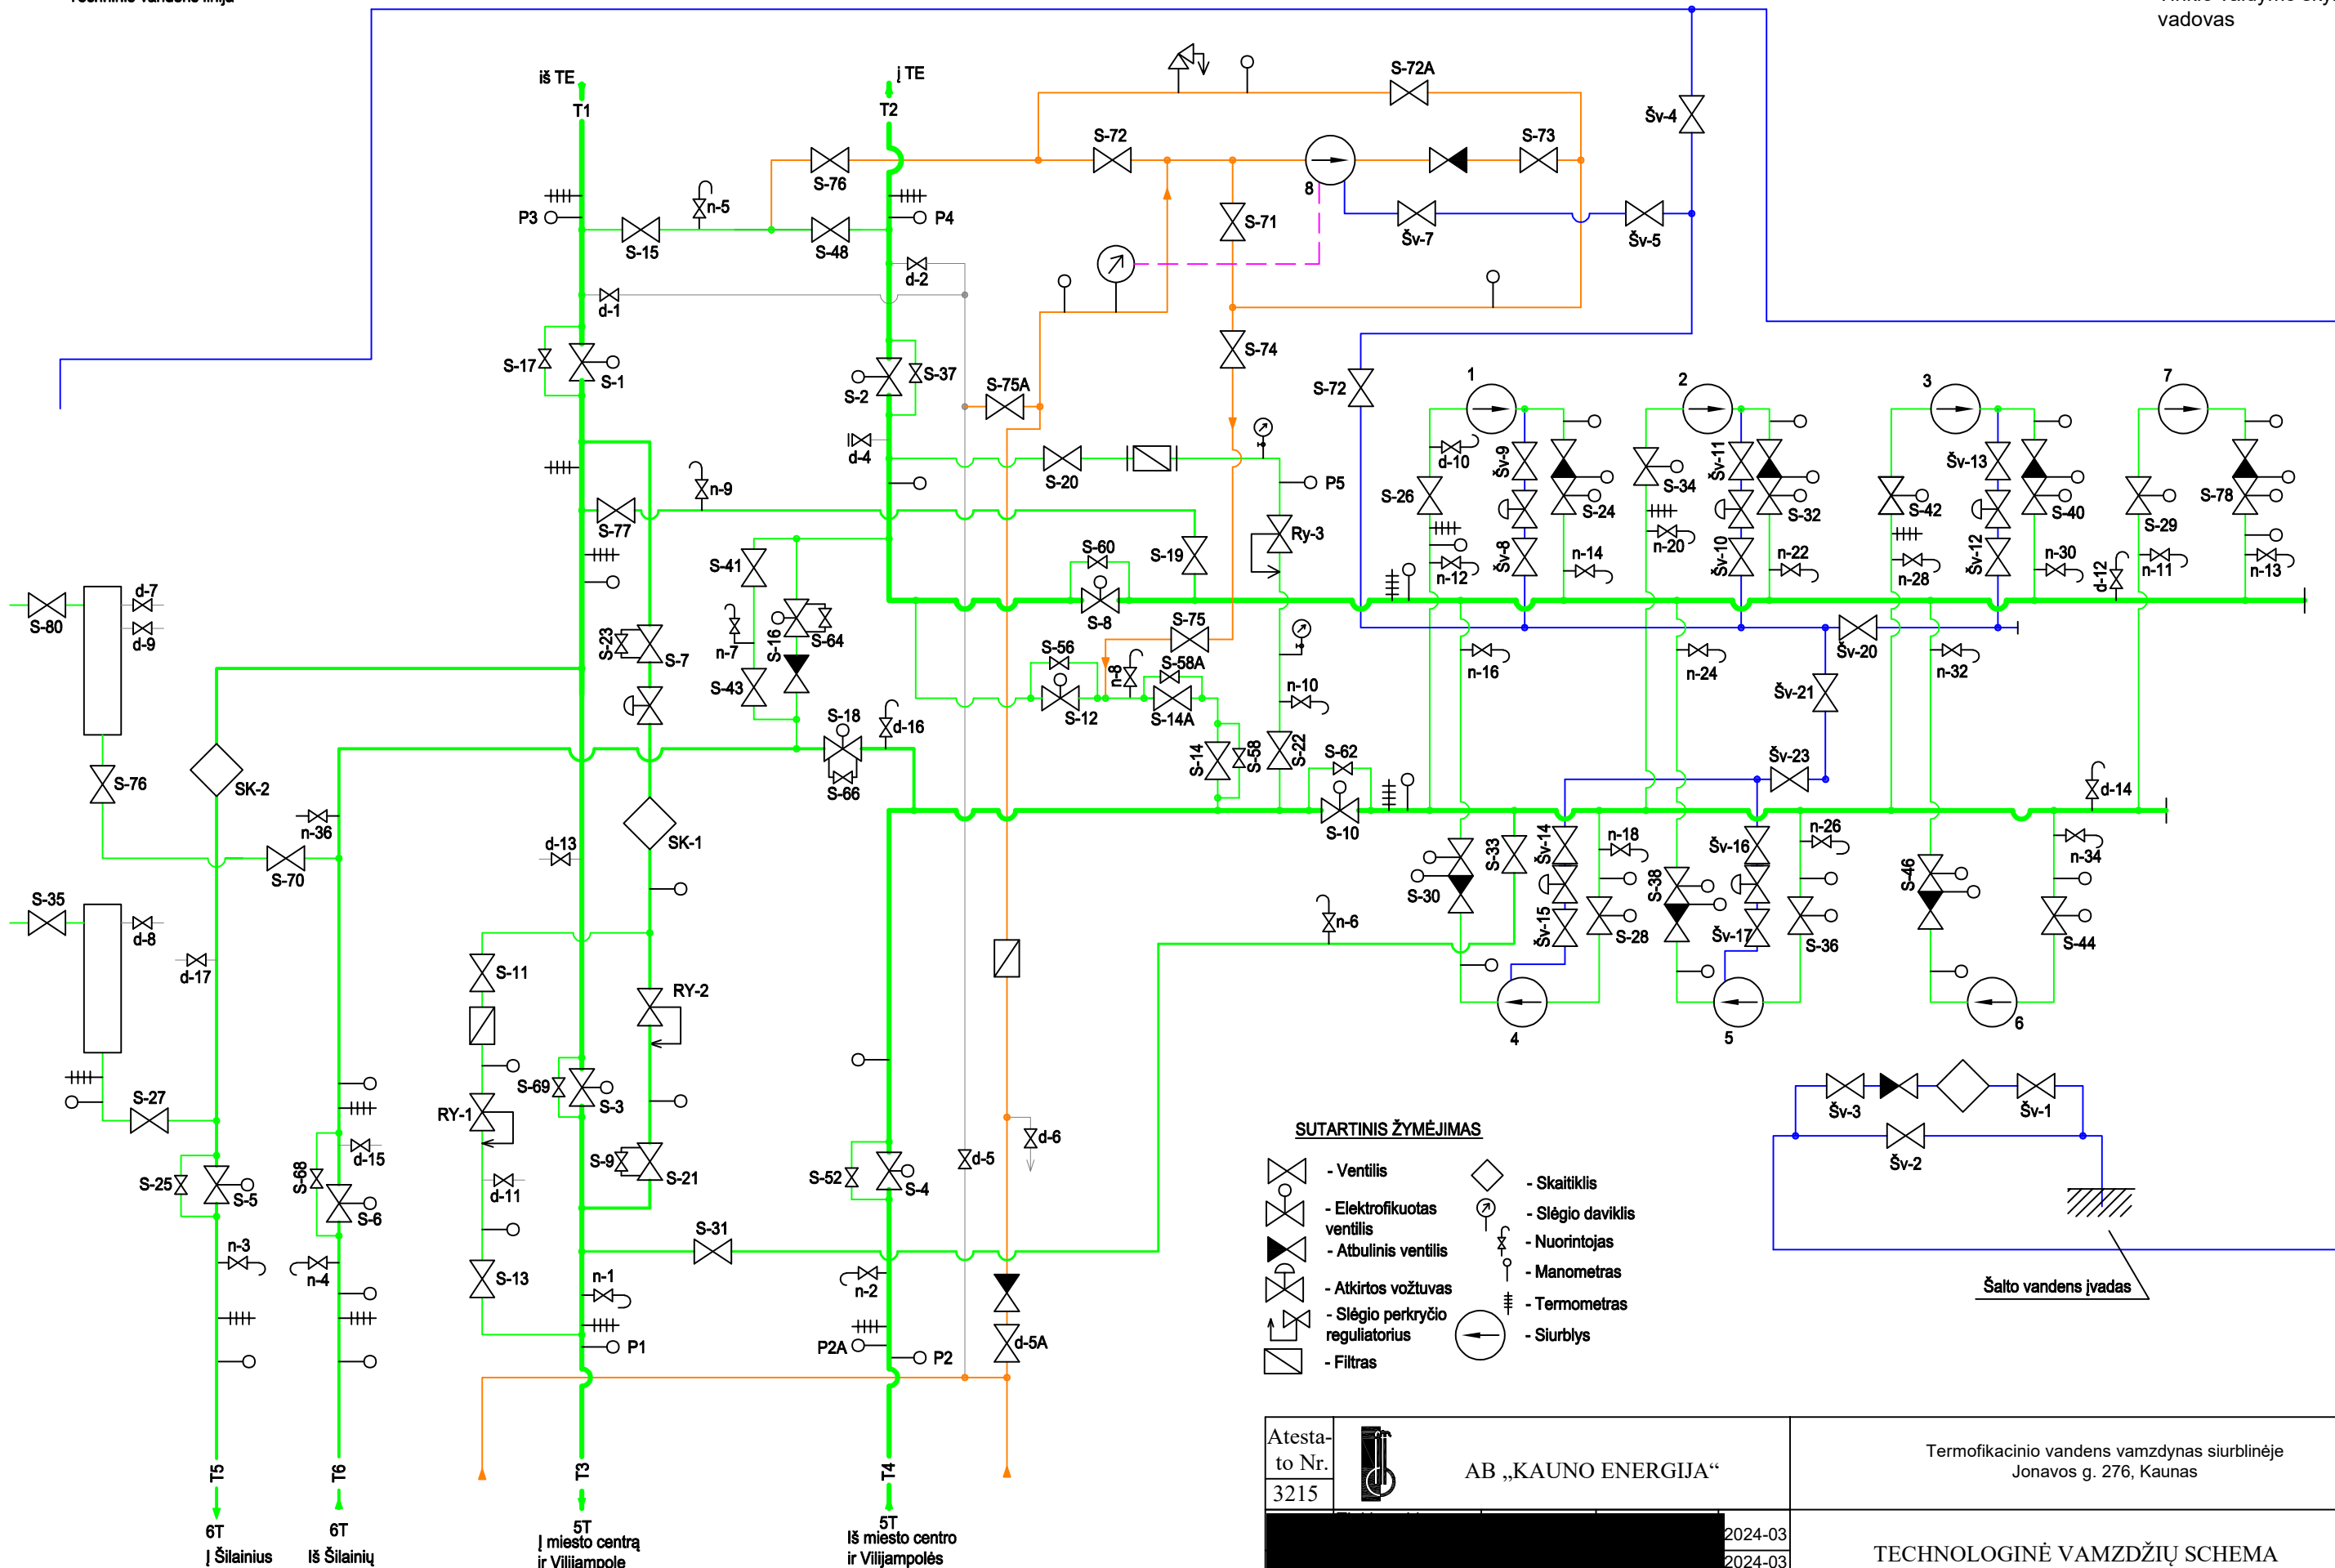 vadovas
iš TE
į TE
T1
T2
S-72A
Šv-4
S-72
S-73
S-76
8
n-5
P3
P4
S-15
S-48
S-71
Šv-7
Šv-5
d-2
d-1
S-74
S-17
S-1
S-37
S-2
S-75A
S-72
1
2
3
7
d-4
S-20
P5
d-10
Šv-9
Šv-11
Šv-13
n-9
S-77
S-26
S-24
S-34
S-32
S-42
S-40
S-29
S-78
Ry-3
S-19
S-60
S-41
n-12
Šv-8
n-14
n-20
Šv-10
n-22
n-28
Šv-12
n-30
d-12
n-11
n-13
S-80
d-7
d-9
S-8
S-23
S-7
n-7
S-16
S-64
S-75
S-56
n-8
S-58A
S-43
S-12
S-14A
n-16
n-24
Šv-20
n-32
Šv-21
n-10
S-18
d-16
S-66
S-14
S-58
S-22
S-62
Šv-23
S-76
SK-2
n-36
S-10
d-14
SK-1
d-13
S-70
S-33
Šv-14
n-18
Šv-16
n-26
n-34
S-35
d-8
S-30
S-38
S-46
d-17
n-6
Šv-15
S-28
Šv-17
S-36
S-44
S-11
RY-2
4
5
6
S-27
RY-1
S-69
S-3
Šv-3
Šv-1
Šv-2
d-15
S-9
S-21
d-11
S-25
S-5
S-68
S-6
S-52
S-4
d-5
d-6
n-3
n-4
S-13
n-1
S-31
n-2
P1
P2A
P2
d-5A
SUTARTINIS ŽYMĖJIMAS
- Ventilis
- Elektrofikuotas
ventilis
- Atbulinis ventilis
- Atkirtos vožtuvas
- Slėgio perkryčio
reguliatorius
- Filtras
- Skaitiklis
- Slėgio daviklis
- Nuorintojas
- Manometras
- Termometras
- Siurblys
Šalto vandens įvadas
T5
T6
T3
T4
6T
Į Šilainius
6T
Iš Šilainių
5T
Į miesto centrą
ir Vilijampolę
5T
Iš miesto centro
ir Vilijampolės
Atesta-
to Nr.
3215
AB „KAUNO ENERGIJA“
Termofikacinio vandens vamzdynas siurblinėje
Jonavos g. 276, Kaunas
2024-03
2024-03
TECHNOLOGINĖ VAMZDŽIŲ SCHEMA